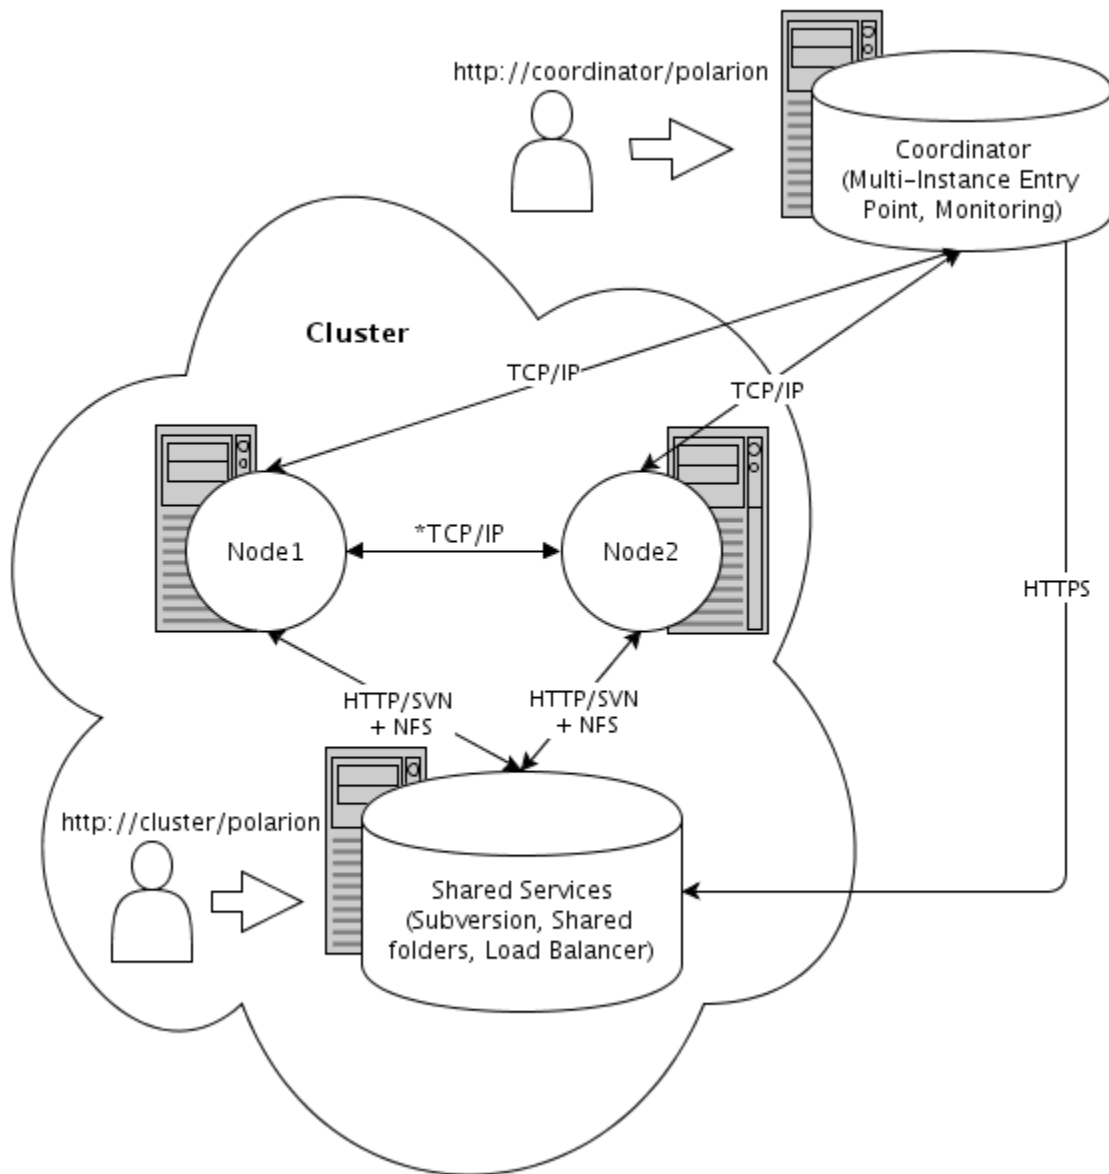 http://coordinator/polarion
Coordinator
(Multi-Instance Entry
Point, Monitoring)
Cluster
TCP/IP
TCP/IP
*TCP/IP
Node1
Node2
HTTPS
HTTP/SVN
+ NFS
HTTP/SVN
+ NFS
http://cluster/polarion
Shared Services
(Subversion, Shared
folders, Load Balancer)